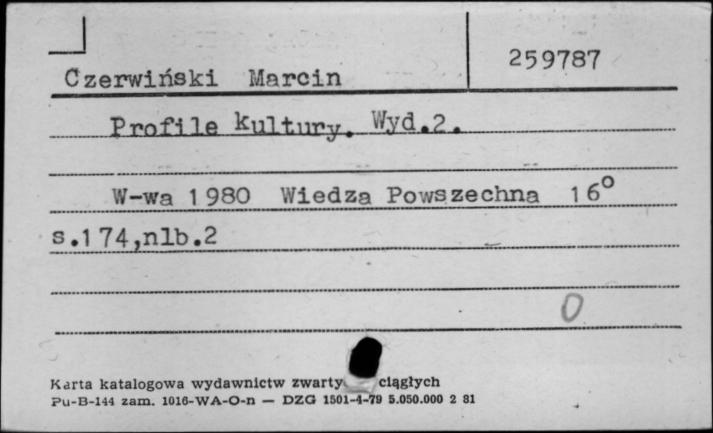 259787
Czerwiński Marcin
Profile kultury. Wyd.2.
W-wa 1980 Wiedza Powszechna 16°
s.174,nlb.2
0
Karta katalogowa wydawnictw zwarty ciągłych
Pu-B-144 zam. 1016-WA-O-n — DZG 1501-4-79 5.050.000 2 81